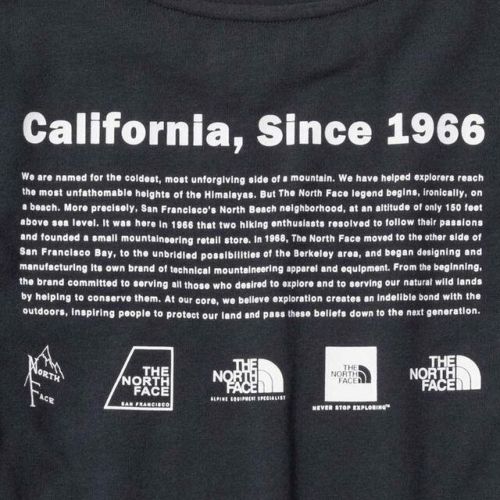 California, Since 1966
We are named for the coldest, most unforgiving side of a mountain. We have helped explorers reach
the most unfathomable heights of the Himalayas. But The North Face legend begins, ironically, on
a beach. More precisely, San Francisco's North Beach neighborhood, at an altitude of only 150 feet
above sea level. It was here in 1966 that two hiking enthusiasts resolved to follow their passions
and founded a small mountaineering retail store. In 1968, The North Face moved to the other side of
San Francisco Bay, to the unbridled possibilities of the Berkeley area, and began designing and
manufacturing its own brand of technical mountaineering apparel and equipment. From the beginning,
the brand committed to serving all those who desired to explore and to serving our natural wild lands
by helping to conserve them. At our core, we believe exploration creates an indelible bond with the
outdoors, inspiring people to protect our land and pass these beliefs down to the next generation.
North
Face
THE
NORTH
FACE
SAN FRANCISCO
THE
NORTH
FACE
ALPINE EQUIPMENT SPECIALIST
THE
NORTH
FACE
NEVER STOP EXPLORING™
THE
NORTH
FACE